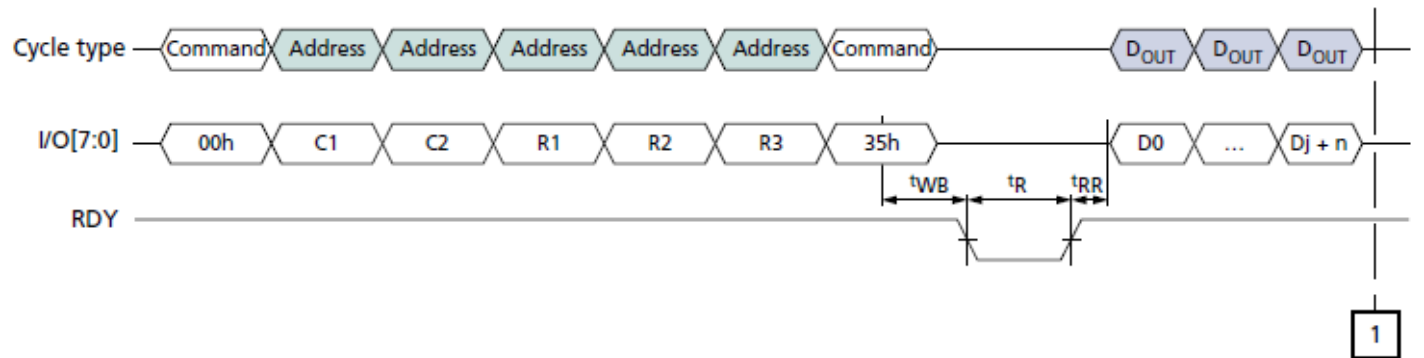 Cycle type Command Address Address Address Address Address Command DOUT DOUT DOUT
I/O[7:0] 00h C1 C2 R1 R2 R3 35h D0 ... Dj + n
tWB tR tRR
RDY
1